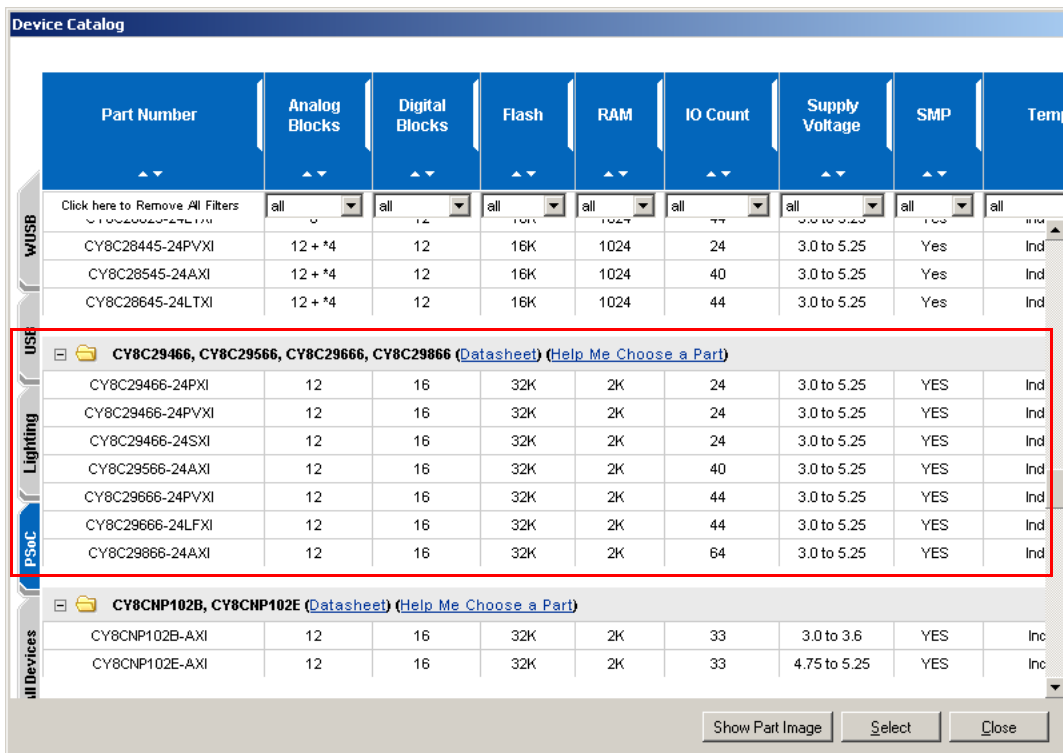 Device Catalog
Part Number Analog Blocks Digital Blocks Flash RAM IO Count Supply Voltage SMP Temp
Click here to Remove All Filters all all all all all all all all
CY8C28445-24PVXI 12 + *4 12 16K 1024 24 3.0 to 5.25 Yes Ind
CY8C28545-24AXI 12 + *4 12 16K 1024 40 3.0 to 5.25 Yes Ind
CY8C28645-24LTXI 12 + *4 12 16K 1024 44 3.0 to 5.25 Yes Ind
CY8C29466, CY8C29566, CY8C29666, CY8C29866 (Datasheet) (Help Me Choose a Part)
CY8C29466-24PXI 12 16 32K 2K 24 3.0 to 5.25 YES Ind
CY8C29466-24PVXI 12 16 32K 2K 24 3.0 to 5.25 YES Ind
CY8C29466-24SXI 12 16 32K 2K 24 3.0 to 5.25 YES Ind
CY8C29566-24AXI 12 16 32K 2K 40 3.0 to 5.25 YES Ind
CY8C29666-24PVXI 12 16 32K 2K 44 3.0 to 5.25 YES Ind
CY8C29666-24LFXI 12 16 32K 2K 44 3.0 to 5.25 YES Ind
CY8C29866-24AXI 12 16 32K 2K 64 3.0 to 5.25 YES Ind
CY8CNP102B, CY8CNP102E (Datasheet) (Help Me Choose a Part)
CY8CNP102B-AXI 12 16 32K 2K 33 3.0 to 3.6 YES Inc
CY8CNP102E-AXI 12 16 32K 2K 33 4.75 to 5.25 YES Inc
WUSB
USB
Lighting
PSoC
ll Devices
Show Part Image Select Close